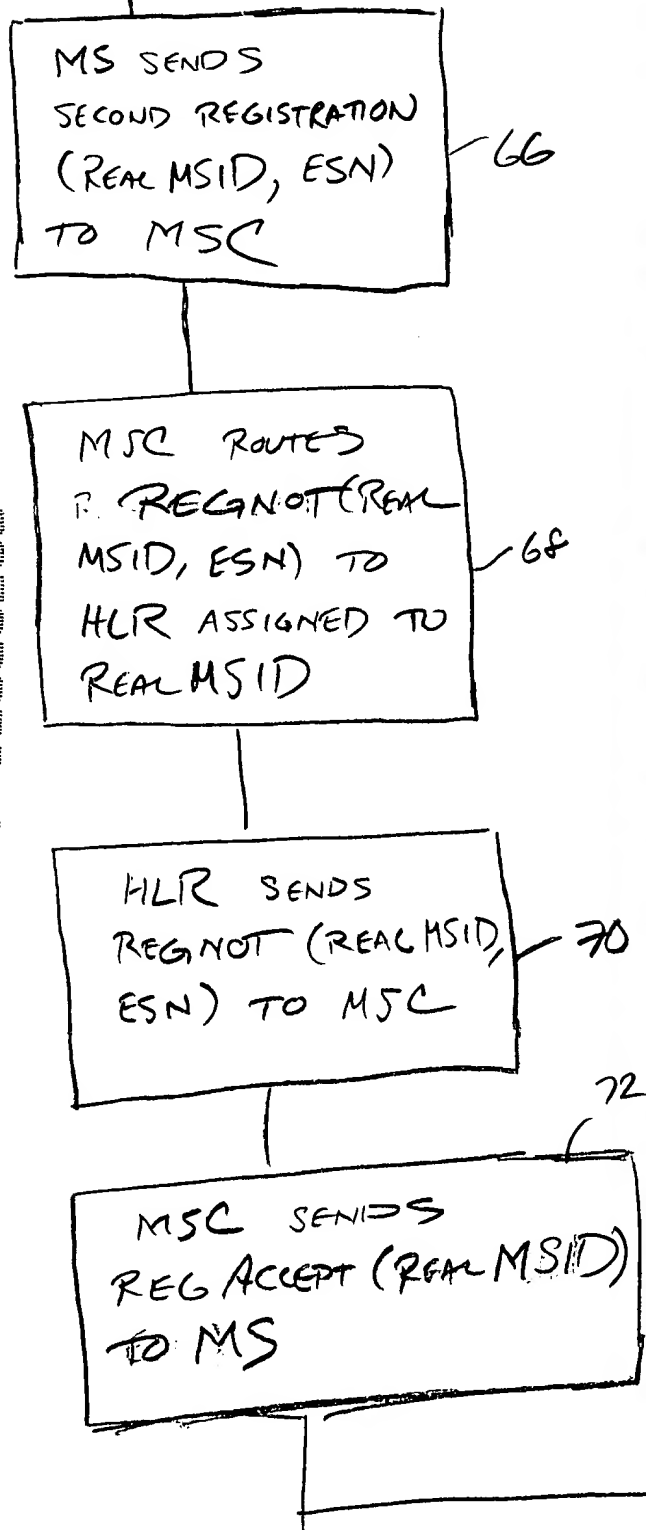 MS SENDS
SECOND REGISTRATION
(REAL MSID, ESN)
TO MSC
66
MSC ROUTES
REGNOT (REAL
MSID, ESN) TO
HLR ASSIGNED TO
REAL MSID
68
HLR SENDS
REGNOT (REAL MSID,
ESN) TO MSC
70
72
MSC SENDS
REG ACCEPT (REAL MSID)
TO MS